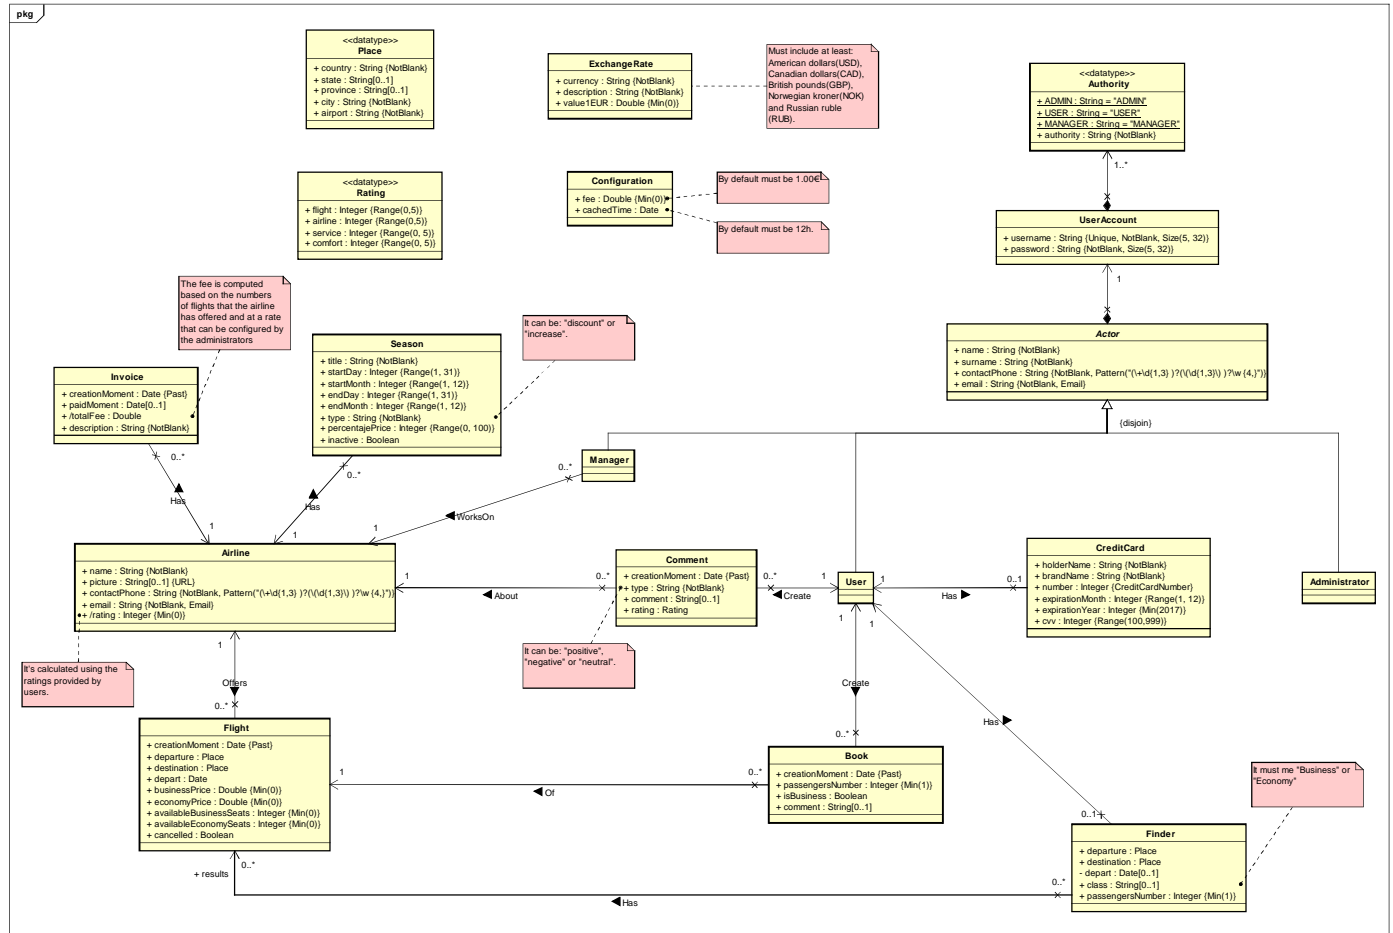 pkg
<<datatype>>
Place
+ country : String {NotBlank}
+ state : String[0..1]
+ province : String[0..1]
+ city : String {NotBlank}
+ airport : String {NotBlank}
ExchangeRate
+ currency : String {NotBlank}
+ description : String {NotBlank}
+ value1EUR : Double {Min(0)}
Must include at least:
American dollars(USD),
Canadian dollars(CAD),
British pounds(GBP),
Norwegian kroner(NOK)
and Russian ruble
(RUB).
<<datatype>>
Authority
+ ADMIN : String = "ADMIN"
+ USER : String = "USER"
+ MANAGER : String = "MANAGER"
+ authority : String {NotBlank}
1..*
<<datatype>>
Rating
+ flight : Integer {Range(0,5)}
+ airline : Integer {Range(0,5)}
+ service : Integer {Range(0, 5)}
+ comfort : Integer {Range(0, 5)}
Configuration
+ fee : Double {Min(0)}
+ cachedTime : Date
By default must be 1.00€
By default must be 12h.
UserAccount
+ username : String {Unique, NotBlank, Size(5, 32)}
+ password : String {NotBlank, Size(5, 32)}
1
The fee is computed
based on the numbers
of flights that the airline
has offered and at a rate
that can be configured by
the administrators
It can be: "discount" or
"increase".
Season
+ title : String {NotBlank}
+ startDay : Integer {Range(1, 31)}
+ startMonth : Integer {Range(1, 12)}
+ endDay : Integer {Range(1, 31)}
+ endMonth : Integer {Range(1, 12)}
+ type : String {NotBlank}
+ percentajePrice : Integer {Range(0, 100)}
+ inactive : Boolean
Actor
+ name : String {NotBlank}
+ surname : String {NotBlank}
+ contactPhone : String {NotBlank, Pattern("(\+\d{1,3} )?(\(\d{1,3}\) )?\w{4,}")}
+ email : String {NotBlank, Email}
Invoice
+ creationMoment : Date {Past}
+ paidMoment : Date[0..1]
+ /totalFee : Double
+ description : String {NotBlank}
{disjoin}
Manager
0..*
0..*
0..*
Has
Has
WorksOn
1
1
1
Airline
+ name : String {NotBlank}
+ picture : String[0..1] {URL}
+ contactPhone : String {NotBlank, Pattern("(\+\d{1,3} )?(\(\d{1,3}\) )?\w{4,}")}
+ email : String {NotBlank, Email}
+ /rating : Integer {Min(0)}
1
About
0..*
Comment
+ creationMoment : Date {Past}
+ type : String {NotBlank}
+ comment : String[0..1]
+ rating : Rating
0..*
Create
1
User
1
Has
0..1
CreditCard
+ holderName : String {NotBlank}
+ brandName : String {NotBlank}
+ number : Integer {CreditCardNumber}
+ expirationMonth : Integer {Range(1, 12)}
+ expirationYear : Integer {Min(2017)}
+ cvv : Integer {Range(100,999)}
Administrator
It can be: "positive",
"negative" or "neutral".
It's calculated using the
ratings provided by
users.
1
Offers
0..*
1
Create
0..*
1
Has
0..1
Flight
+ creationMoment : Date {Past}
+ departure : Place
+ destination : Place
+ depart : Date
+ businessPrice : Double {Min(0)}
+ economyPrice : Double {Min(0)}
+ availableBusinessSeats : Integer {Min(0)}
+ availableEconomySeats : Integer {Min(0)}
+ cancelled : Boolean
1
Of
0..*
Book
+ creationMoment : Date {Past}
+ passengersNumber : Integer {Min(1)}
+ isBusiness : Boolean
+ comment : String[0..1]
It must me "Business" or
"Economy"
Finder
+ departure : Place
+ destination : Place
- depart : Date[0..1]
+ class : String[0..1]
+ passengersNumber : Integer {Min(1)}
0..*
+ results
0..*
Has